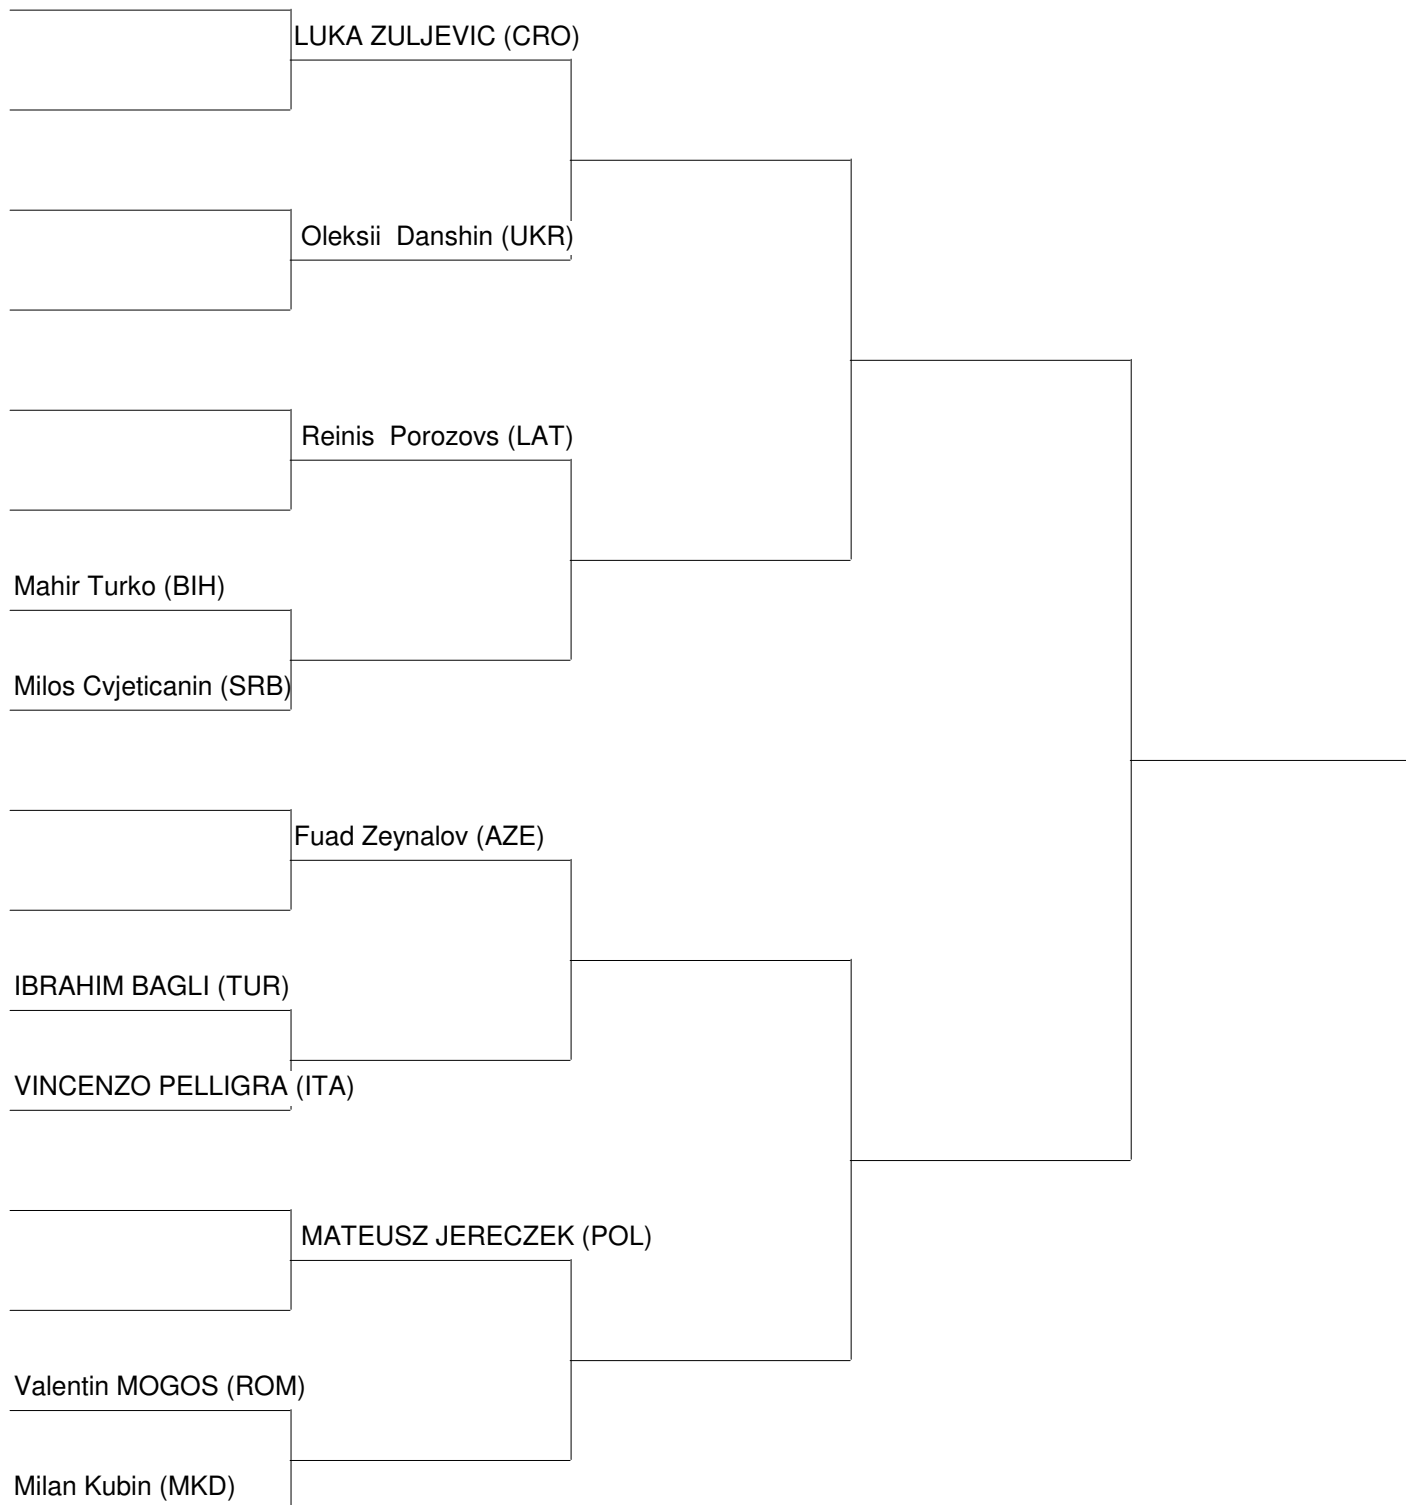 LUKA ZULJEVIC (CRO)
Oleksii  Danshin (UKR)
Reinis  Porozovs (LAT)
Mahir Turko (BIH)
Milos Cvjeticanin (SRB)
Fuad Zeynalov (AZE)
IBRAHIM BAGLI (TUR)
VINCENZO PELLIGRA (ITA)
MATEUSZ JERECZEK (POL)
Valentin MOGOS (ROM)
Milan Kubin (MKD)